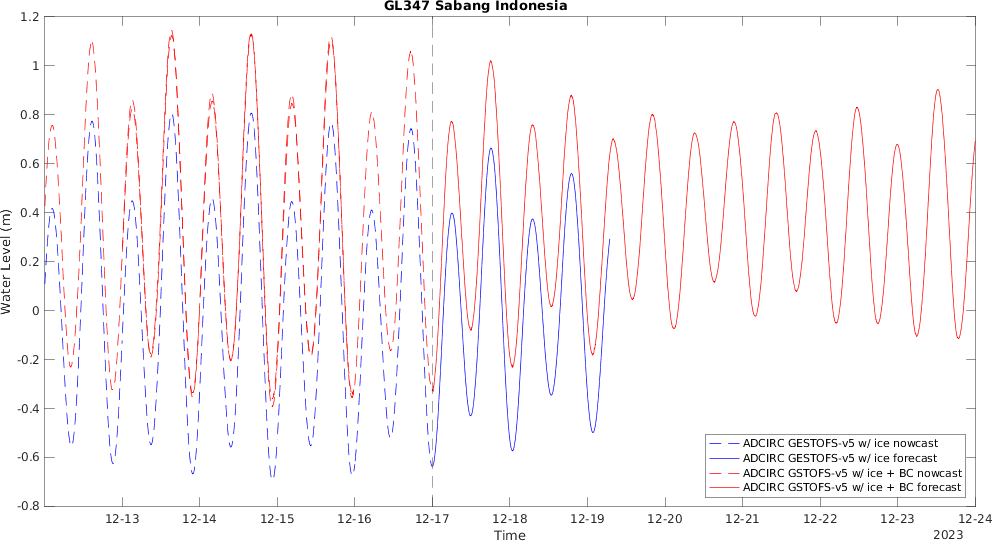 GL347 Sabang Indonesia
1.2
1
0.8
0.6
0.4
0.2
0
-0.2
-0.4
-0.6
-0.8
Water Level (m)
ADCIRC GESTOFS-v5 w/ ice nowcast
ADCIRC GESTOFS-v5 w/ ice forecast
ADCIRC GSTOFS-v5 w/ ice + BC nowcast
ADCIRC GSTOFS-v5 w/ ice + BC forecast
12-13 12-14 12-15 12-16 12-17 12-18 12-19 12-20 12-21 12-22 12-23 12-24
Time
2023